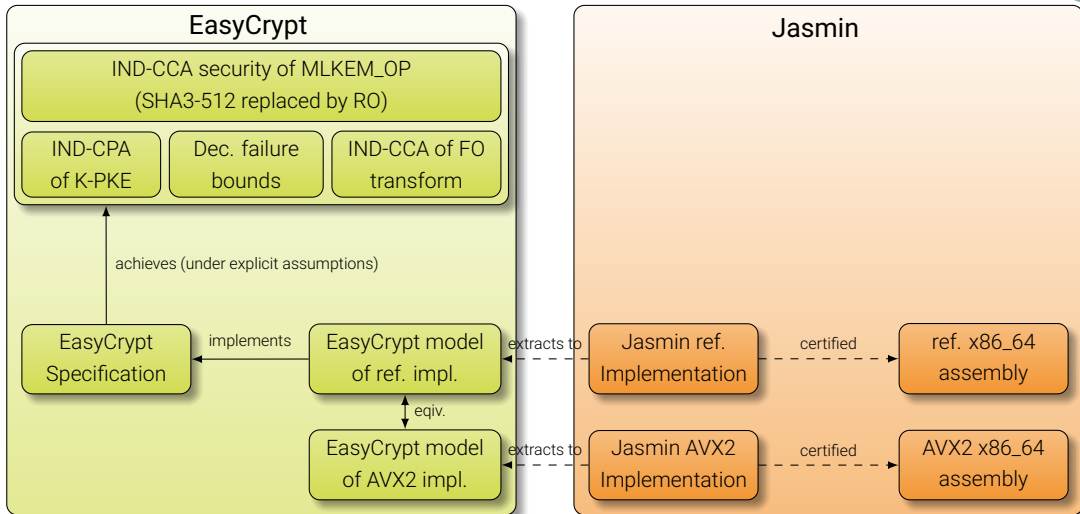 EasyCrypt
Jasmin
IND-CCA security of MLKEM_OP
(SHA3-512 replaced by RO)
IND-CPA
of K-PKE
Dec. failure
bounds
IND-CCA of FO
transform
achieves (under explicit assumptions)
EasyCrypt
Specification
implements
EasyCrypt model
of ref. impl.
extracts to
Jasmin ref.
Implementation
certified
ref. x86_64
assembly
eqiv.
EasyCrypt model
of AVX2 impl.
extracts to
Jasmin AVX2
Implementation
certified
AVX2 x86_64
assembly